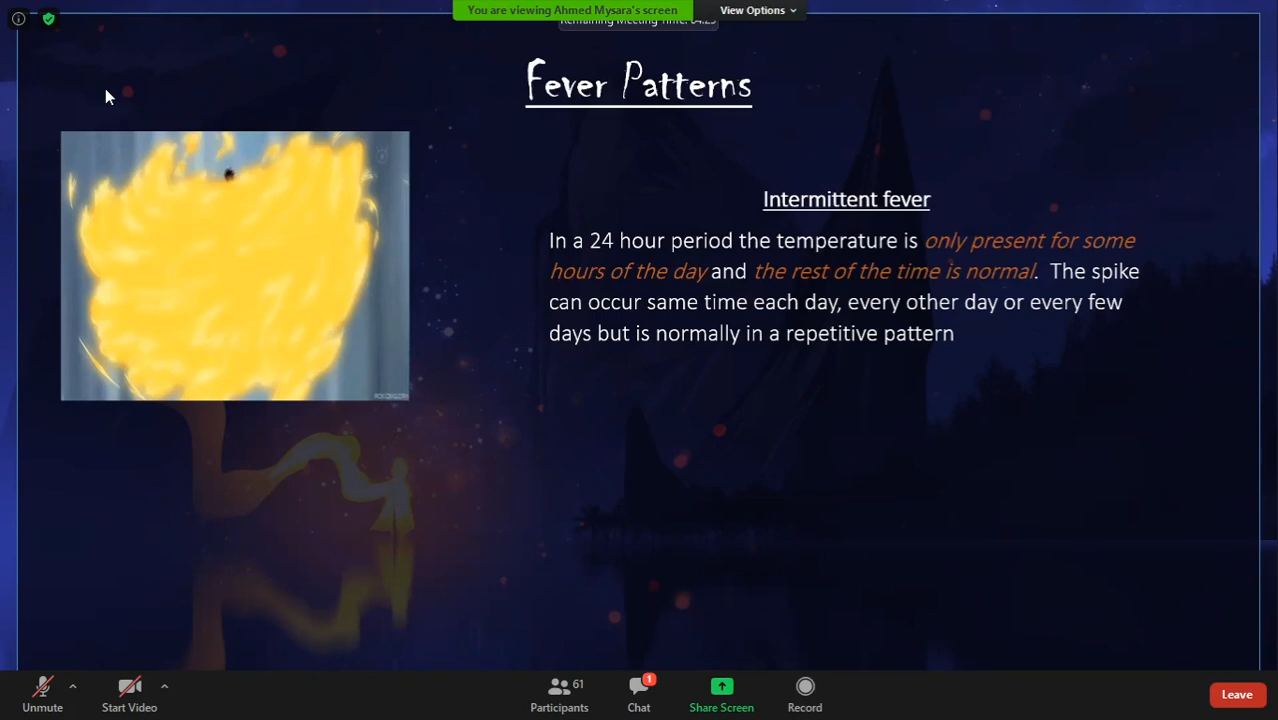 You are viewing Ahmed Mysara's screen
View Options
Remaining Meeting Time:
Fever Patterns
Intermittent fever
In a 24 hour period the temperature is only present for some
hours of the day and the rest of the time is normal. The spike
can occur same time each day, every other day or every few
days but is normally in a repetitive pattern
Unmute
Start Video
61
Participants
1
Chat
Share Screen
Record
Leave